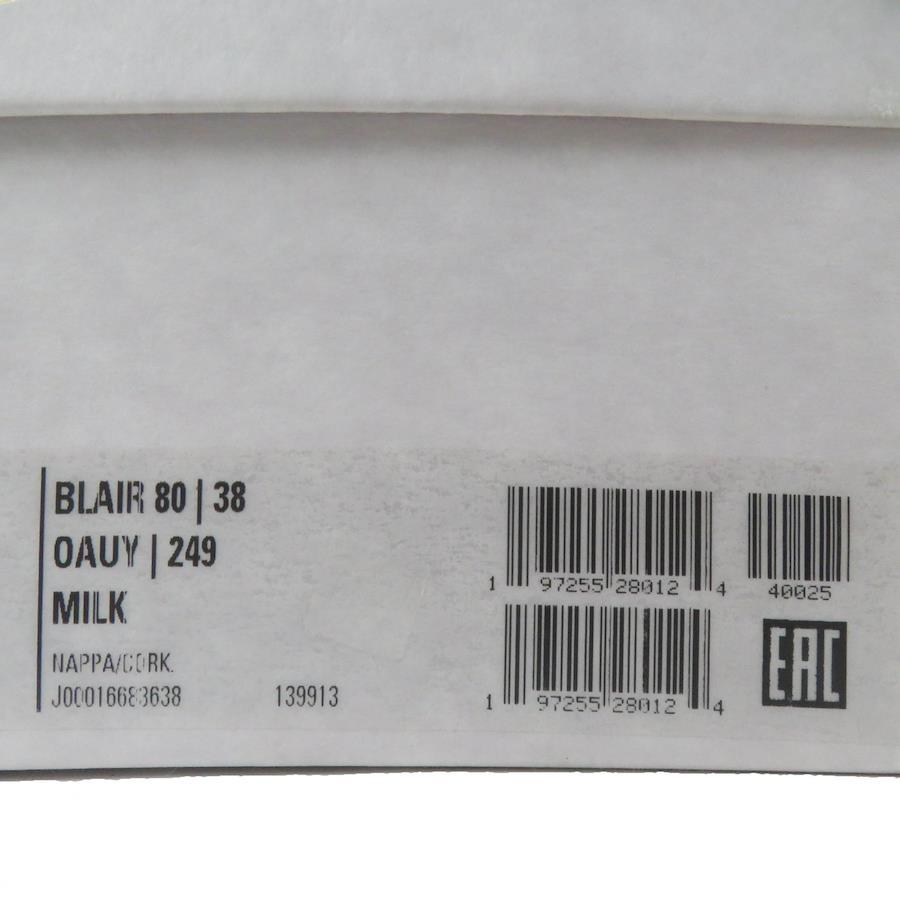 BLAIR 80 | 38
OAUY | 249
MILK
NAPPA/CORK.
J00016683638 139913
1 97255 28012 4
40025
1 97255 28012 4
EAC